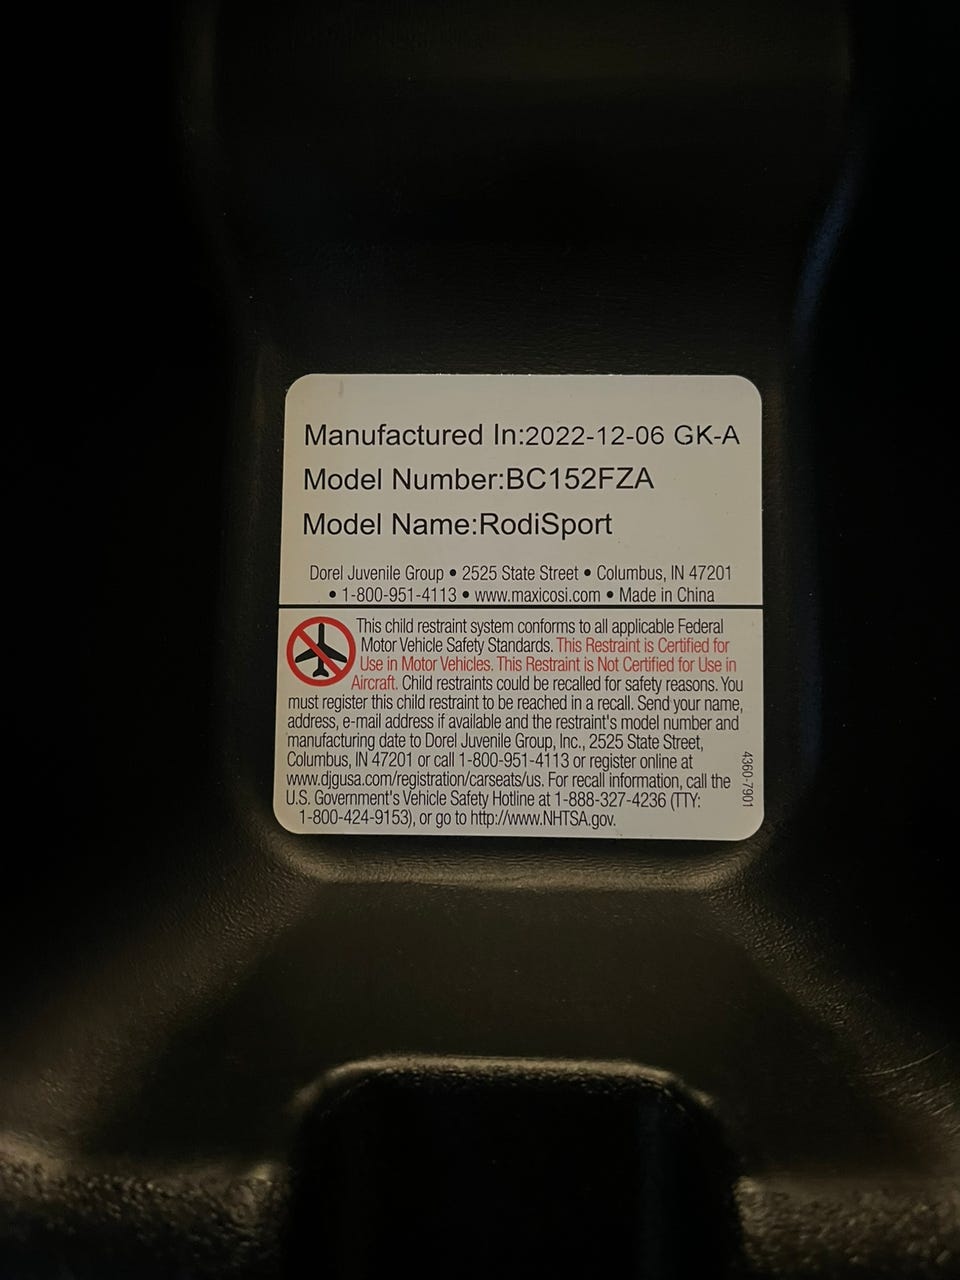 Manufactured In:2022-12-06 GK-A
Model Number:BC152FZA
Model Name:RodiSport
Dorel Juvenile Group • 2525 State Street • Columbus, IN 47201
• 1-800-951-4113 • www.maxicosi.com • Made in China
This child restraint system conforms to all applicable Federal
Motor Vehicle Safety Standards. This Restraint is Certified for
Use in Motor Vehicles. This Restraint is Not Certified for Use in
Aircraft. Child restraints could be recalled for safety reasons. You
must register this child restraint to be reached in a recall. Send your name,
address, e-mail address if available and the restraint's model number and
manufacturing date to Dorel Juvenile Group, Inc., 2525 State Street,
Columbus, IN 47201 or call 1-800-951-4113 or register online at
www.djgusa.com/registration/carseats/us. For recall information, call the
U.S. Government's Vehicle Safety Hotline at 1-888-327-4236 (TTY:
1-800-424-9153), or go to http://www.NHTSA.gov.
4360-7901